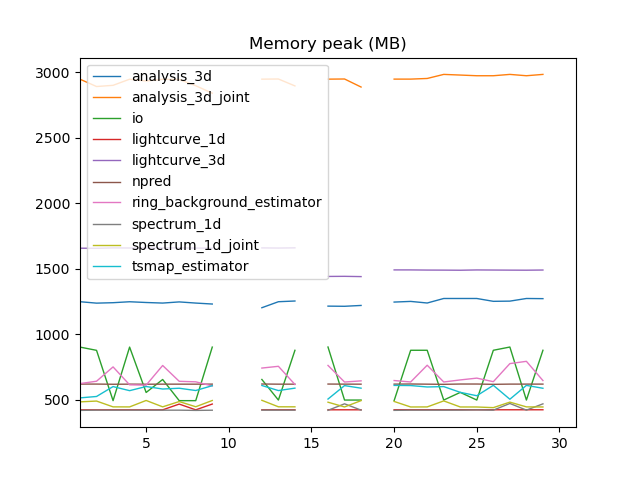 Memory peak (MB)
3000
2500
2000
1500
1000
500
analysis_3d
analysis_3d_joint
io
lightcurve_1d
lightcurve_3d
npred
ring_background_estimator
spectrum_1d
spectrum_1d_joint
tsmap_estimator
5
10
15
20
25
30